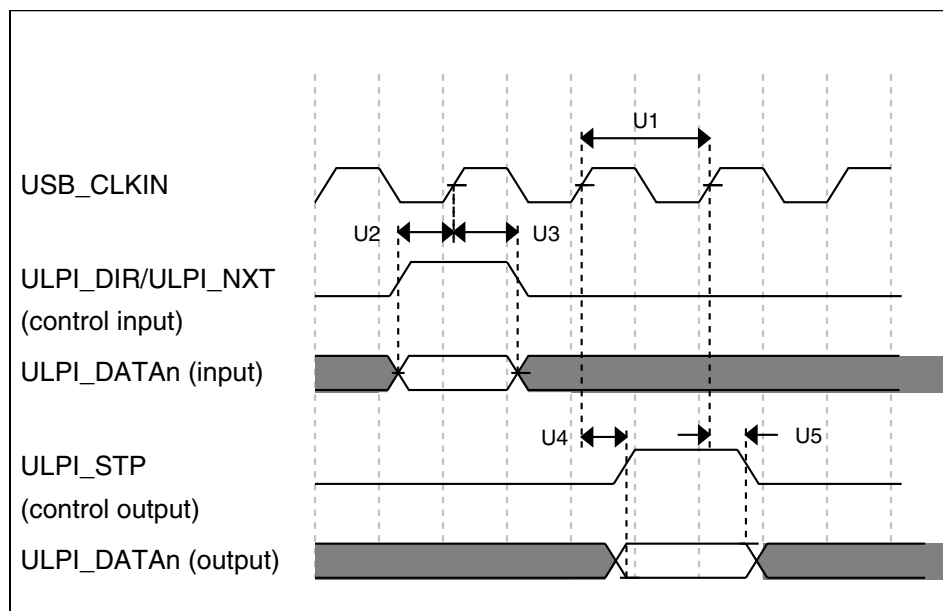 U1
USB_CLKIN
U2
U3
ULPI_DIR/ULPI_NXT
(control input)
ULPI_DATAn (input)
U4
U5
ULPI_STP
(control output)
ULPI_DATAn (output)